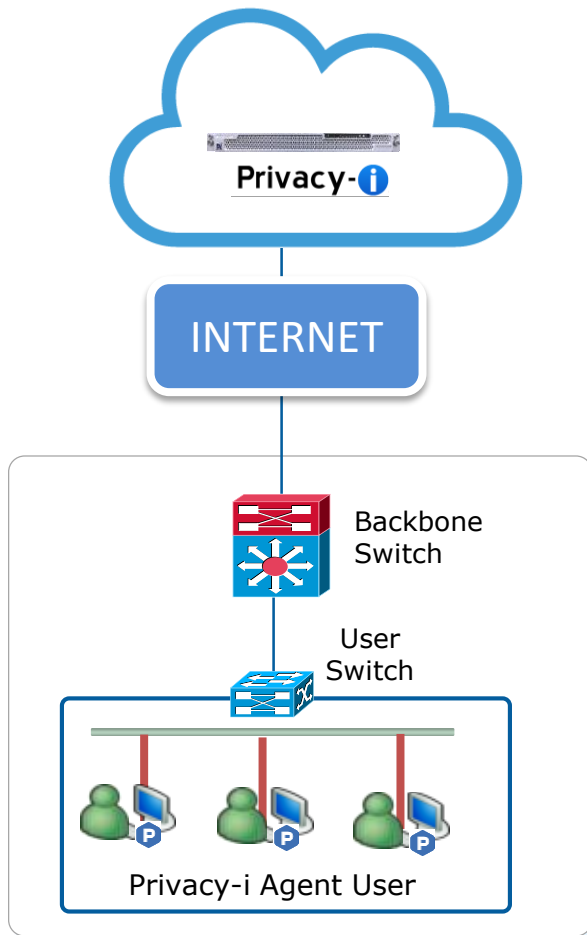 Privacy-i
INTERNET
Backbone
Switch
User
Switch
P
P
P
Privacy-i Agent User